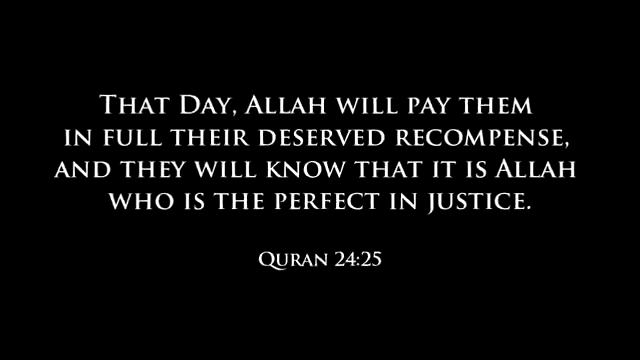 That Day, Allah will pay them
in full their deserved recompense,
and they will know that it is Allah
who is the perfect in justice.
Quran 24:25